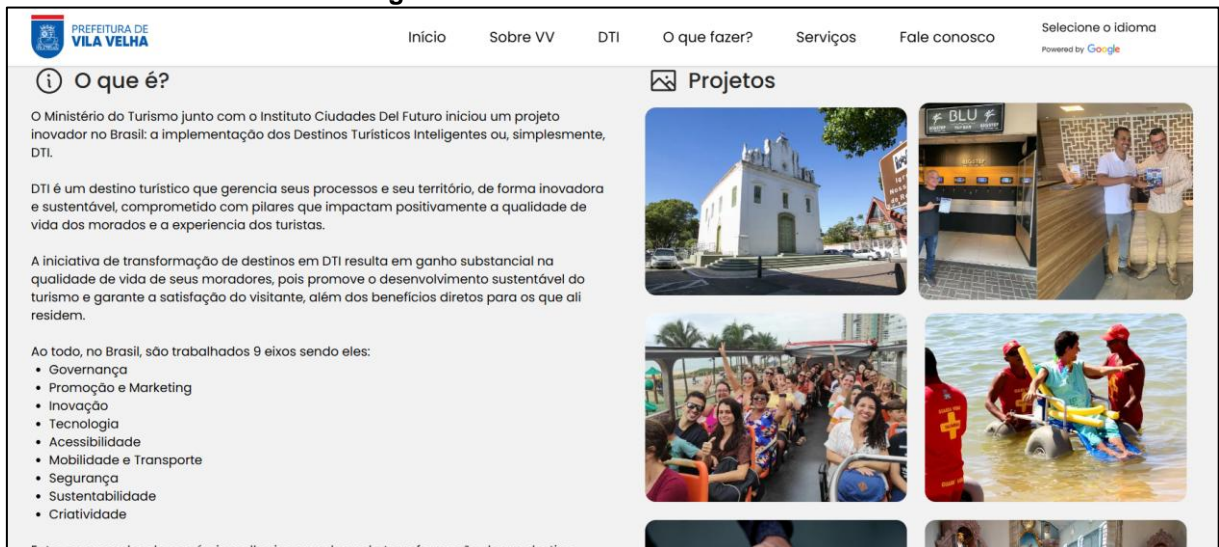 PREFEITURA DE
VILA VELHA
Início
Sobre VV
DTI
O que fazer?
Serviços
Fale conosco
Selecione o idioma
Powered by Google
O que é?
O Ministério do Turismo junto com o Instituto Ciudades Del Futuro iniciou um projeto
inovador no Brasil: a implementação dos Destinos Turísticos Inteligentes ou, simplesmente,
DTI.
DTI é um destino turístico que gerencia seus processos e seu território, de forma inovadora
e sustentável, comprometido com pilares que impactam positivamente a qualidade de
vida dos morados e a experiencia dos turistas.
A iniciativa de transformação de destinos em DTI resulta em ganho substancial na
qualidade de vida de seus moradores, pois promove o desenvolvimento sustentável do
turismo e garante a satisfação do visitante, além dos benefícios diretos para os que ali
residem.
Ao todo, no Brasil, são trabalhados 9 eixos sendo eles:
• Governança
• Promoção e Marketing
• Inovação
• Tecnologia
• Acessibilidade
• Mobilidade e Transporte
• Segurança
• Sustentabilidade
• Criatividade
Projetos
BLU